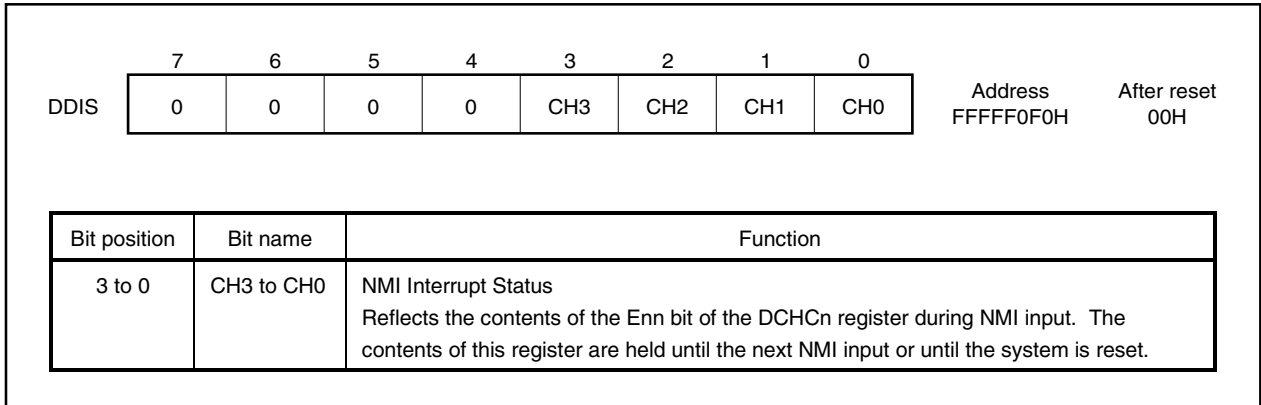 7 6 5 4 3 2 1 0
DDIS 0 0 0 0 CH3 CH2 CH1 CH0 Address After reset
FFFFF0F0H 00H
Bit position Bit name Function
3 to 0 CH3 to CH0 NMI Interrupt Status
Reflects the contents of the Enn bit of the DCHCn register during NMI input. The
contents of this register are held until the next NMI input or until the system is reset.